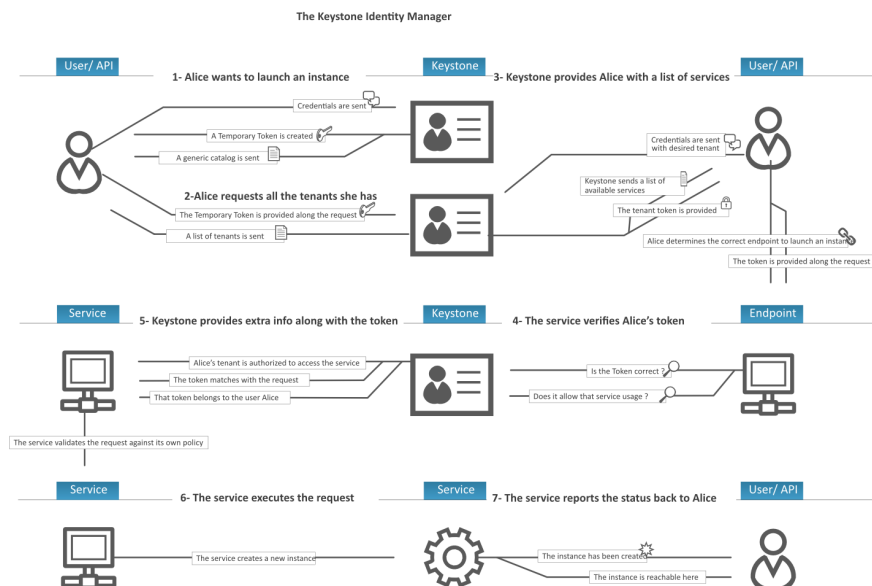 The Keystone Identity Manager
User/ API
1- Alice wants to launch an instance
Keystone
3- Keystone provides Alice with a list of services
User/ API
Credentials are sent
A Temporary Token is created
A generic catalog is sent
2-Alice requests all the tenants she has
The Temporary Token is provided along the request
A list of tenants is sent
Credentials are sent
with desired tenant
Keystone sends a list of
available services
The tenant token is provided
Alice determines the correct endpoint to launch an instance
The token is provided along the request
Service
5- Keystone provides extra info along with the token
Keystone
4- The service verifies Alice's token
Endpoint
Alice's tenant is authorized to access the service
The token matches with the request
That token belongs to the user Alice
Is the Token correct ?
Does it allow that service usage ?
The service validates the request against its own policy
Service
6- The service executes the request
Service
7- The service reports the status back to Alice
User/ API
The service creates a new instance
The instance has been created
The instance is reachable here